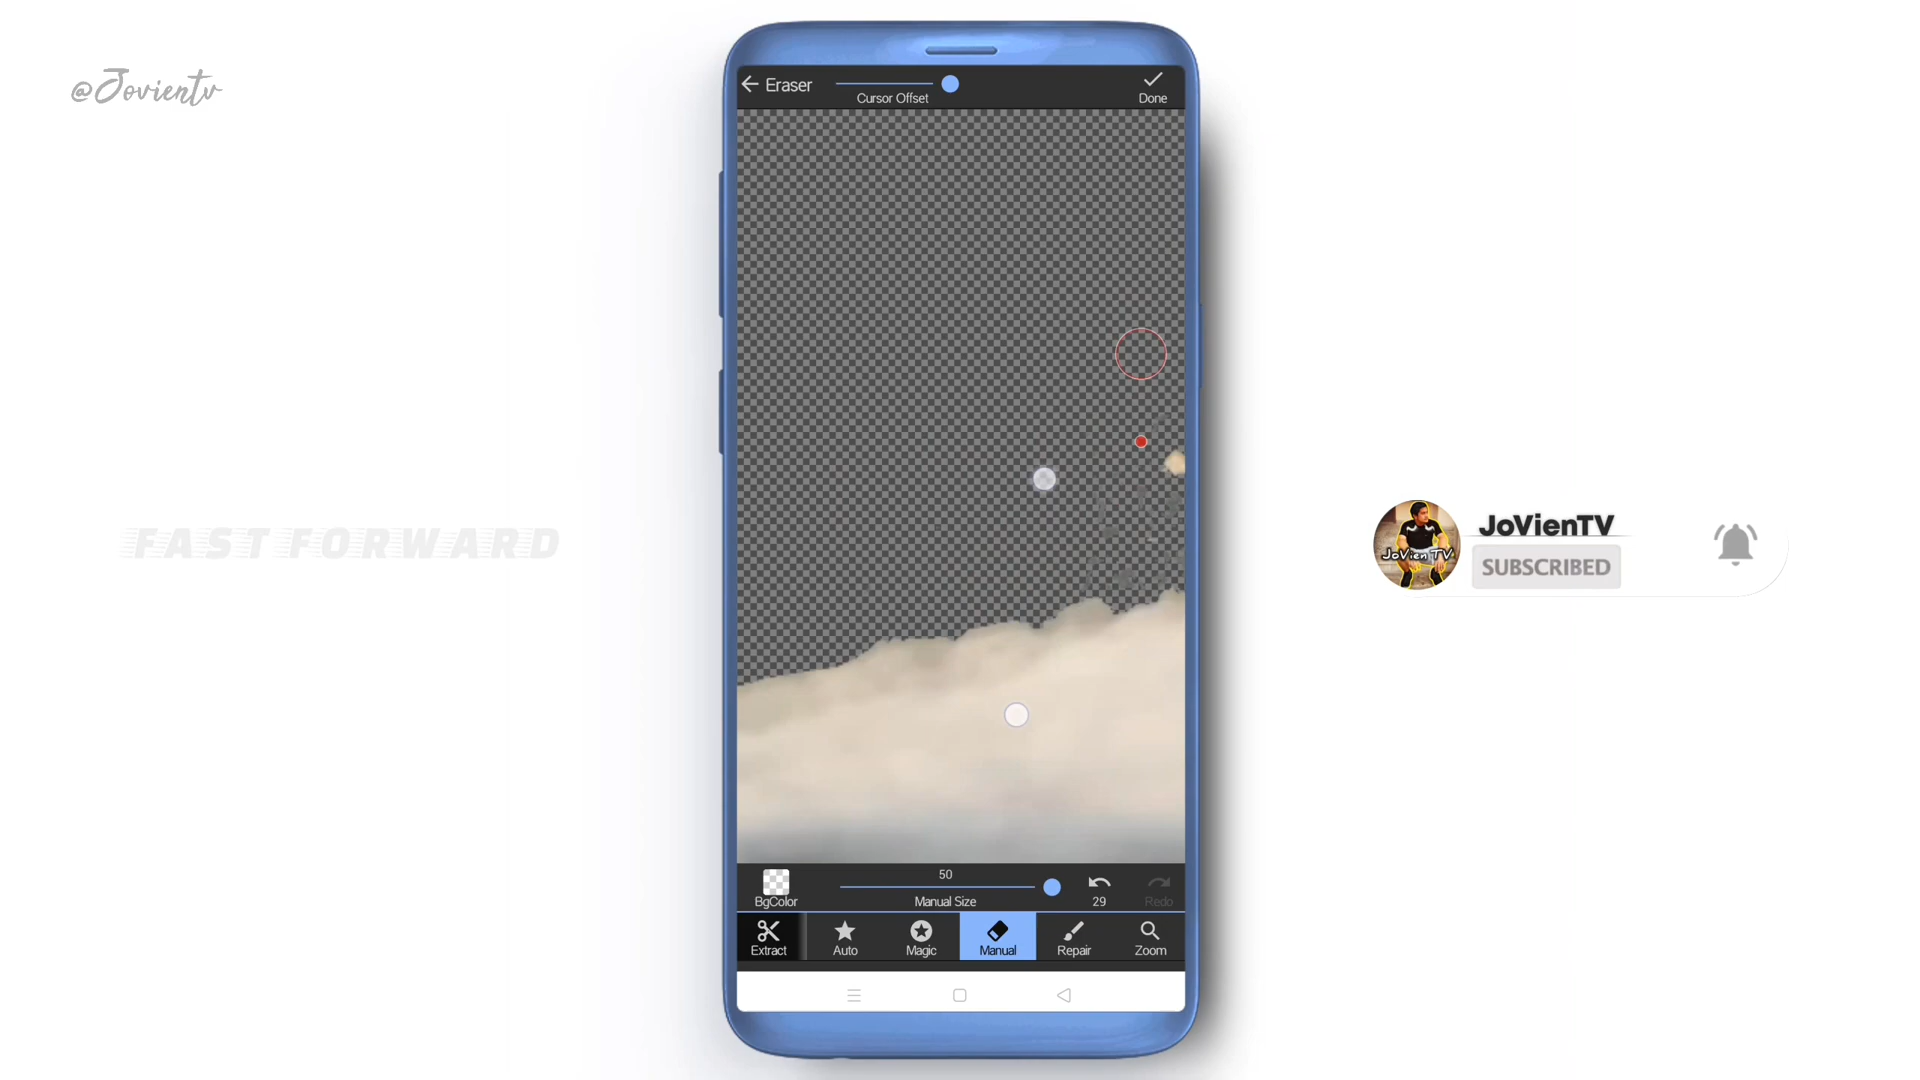 @Jovientv
Eraser
Cursor Offset
Done
FAST FORWARD
JoVienTV
JoVien TV
SUBSCRIBED
50
BgColor
Manual Size
29
Redo
Extract
Auto
Magic
Manual
Repair
Zoom